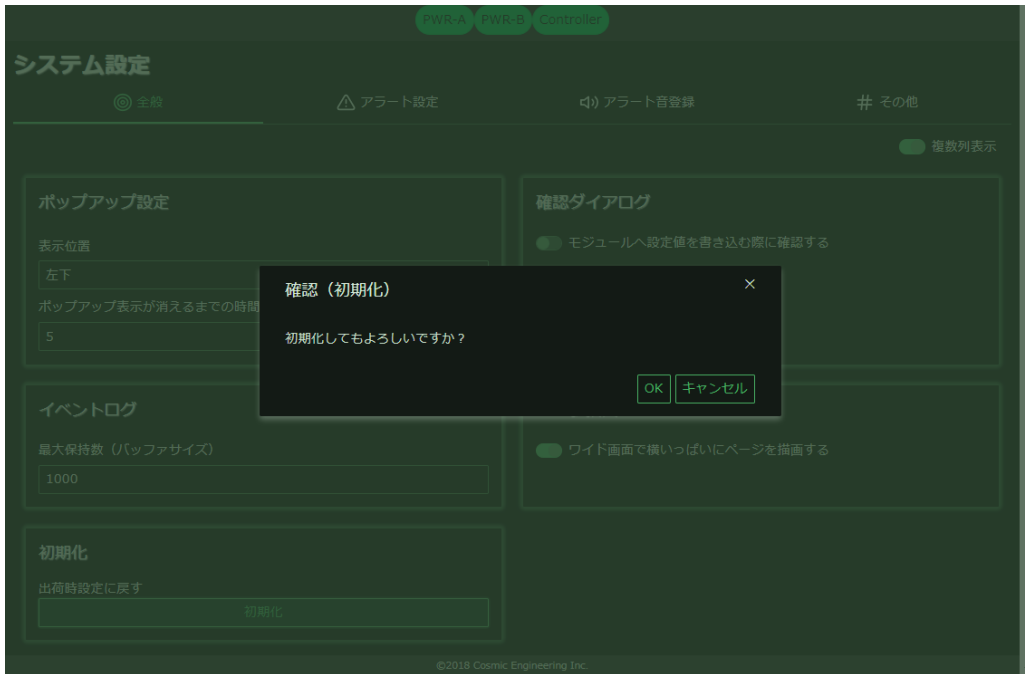 PWR-A PWR-B Controller
システム設定
全般 アラート設定 アラート音登録 その他
複数列表示
ポップアップ設定
表示位置
左下
ポップアップ表示が消えるまでの時間
5
確認ダイアログ
モジュールへ設定値を書き込む際に確認する
確認（初期化）
×
初期化してもよろしいですか？
OK キャンセル
イベントログ
最大保持数（バッファサイズ）
1000
ワイド画面で横いっぱいにページを描画する
初期化
出荷時設定に戻す
初期化
©2018 Cosmic Engineering Inc.